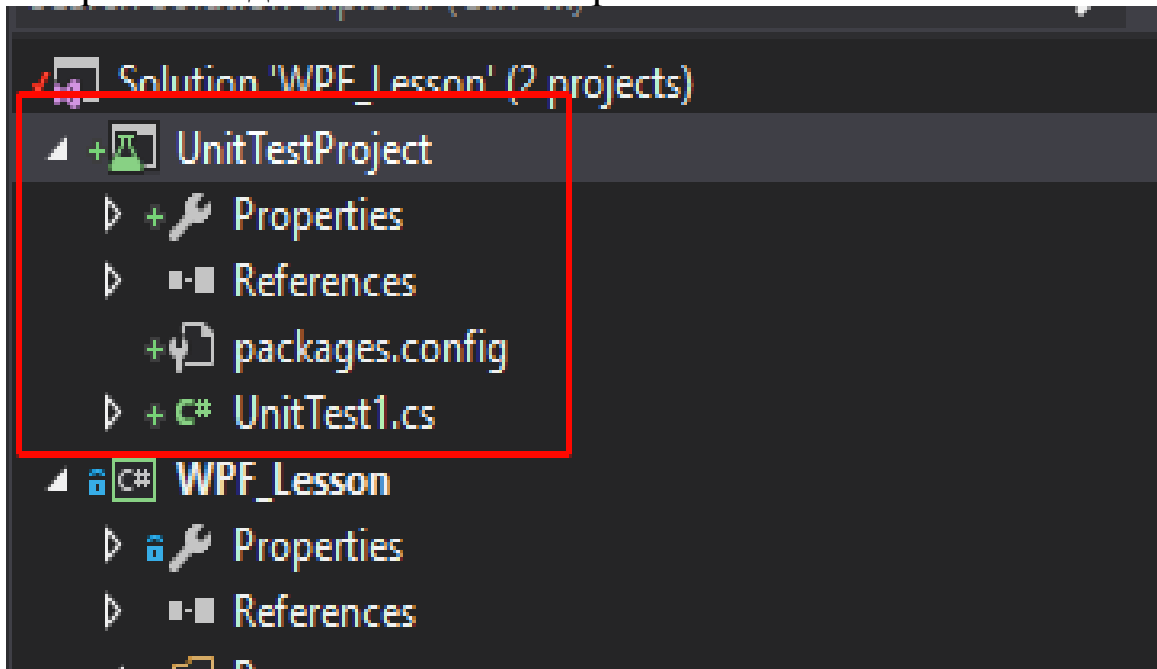 Solution 'WPF_Lesson' (2 projects)
UnitTestProject
Properties
References
packages.config
C# UnitTest1.cs
C# WPF_Lesson
Properties
References